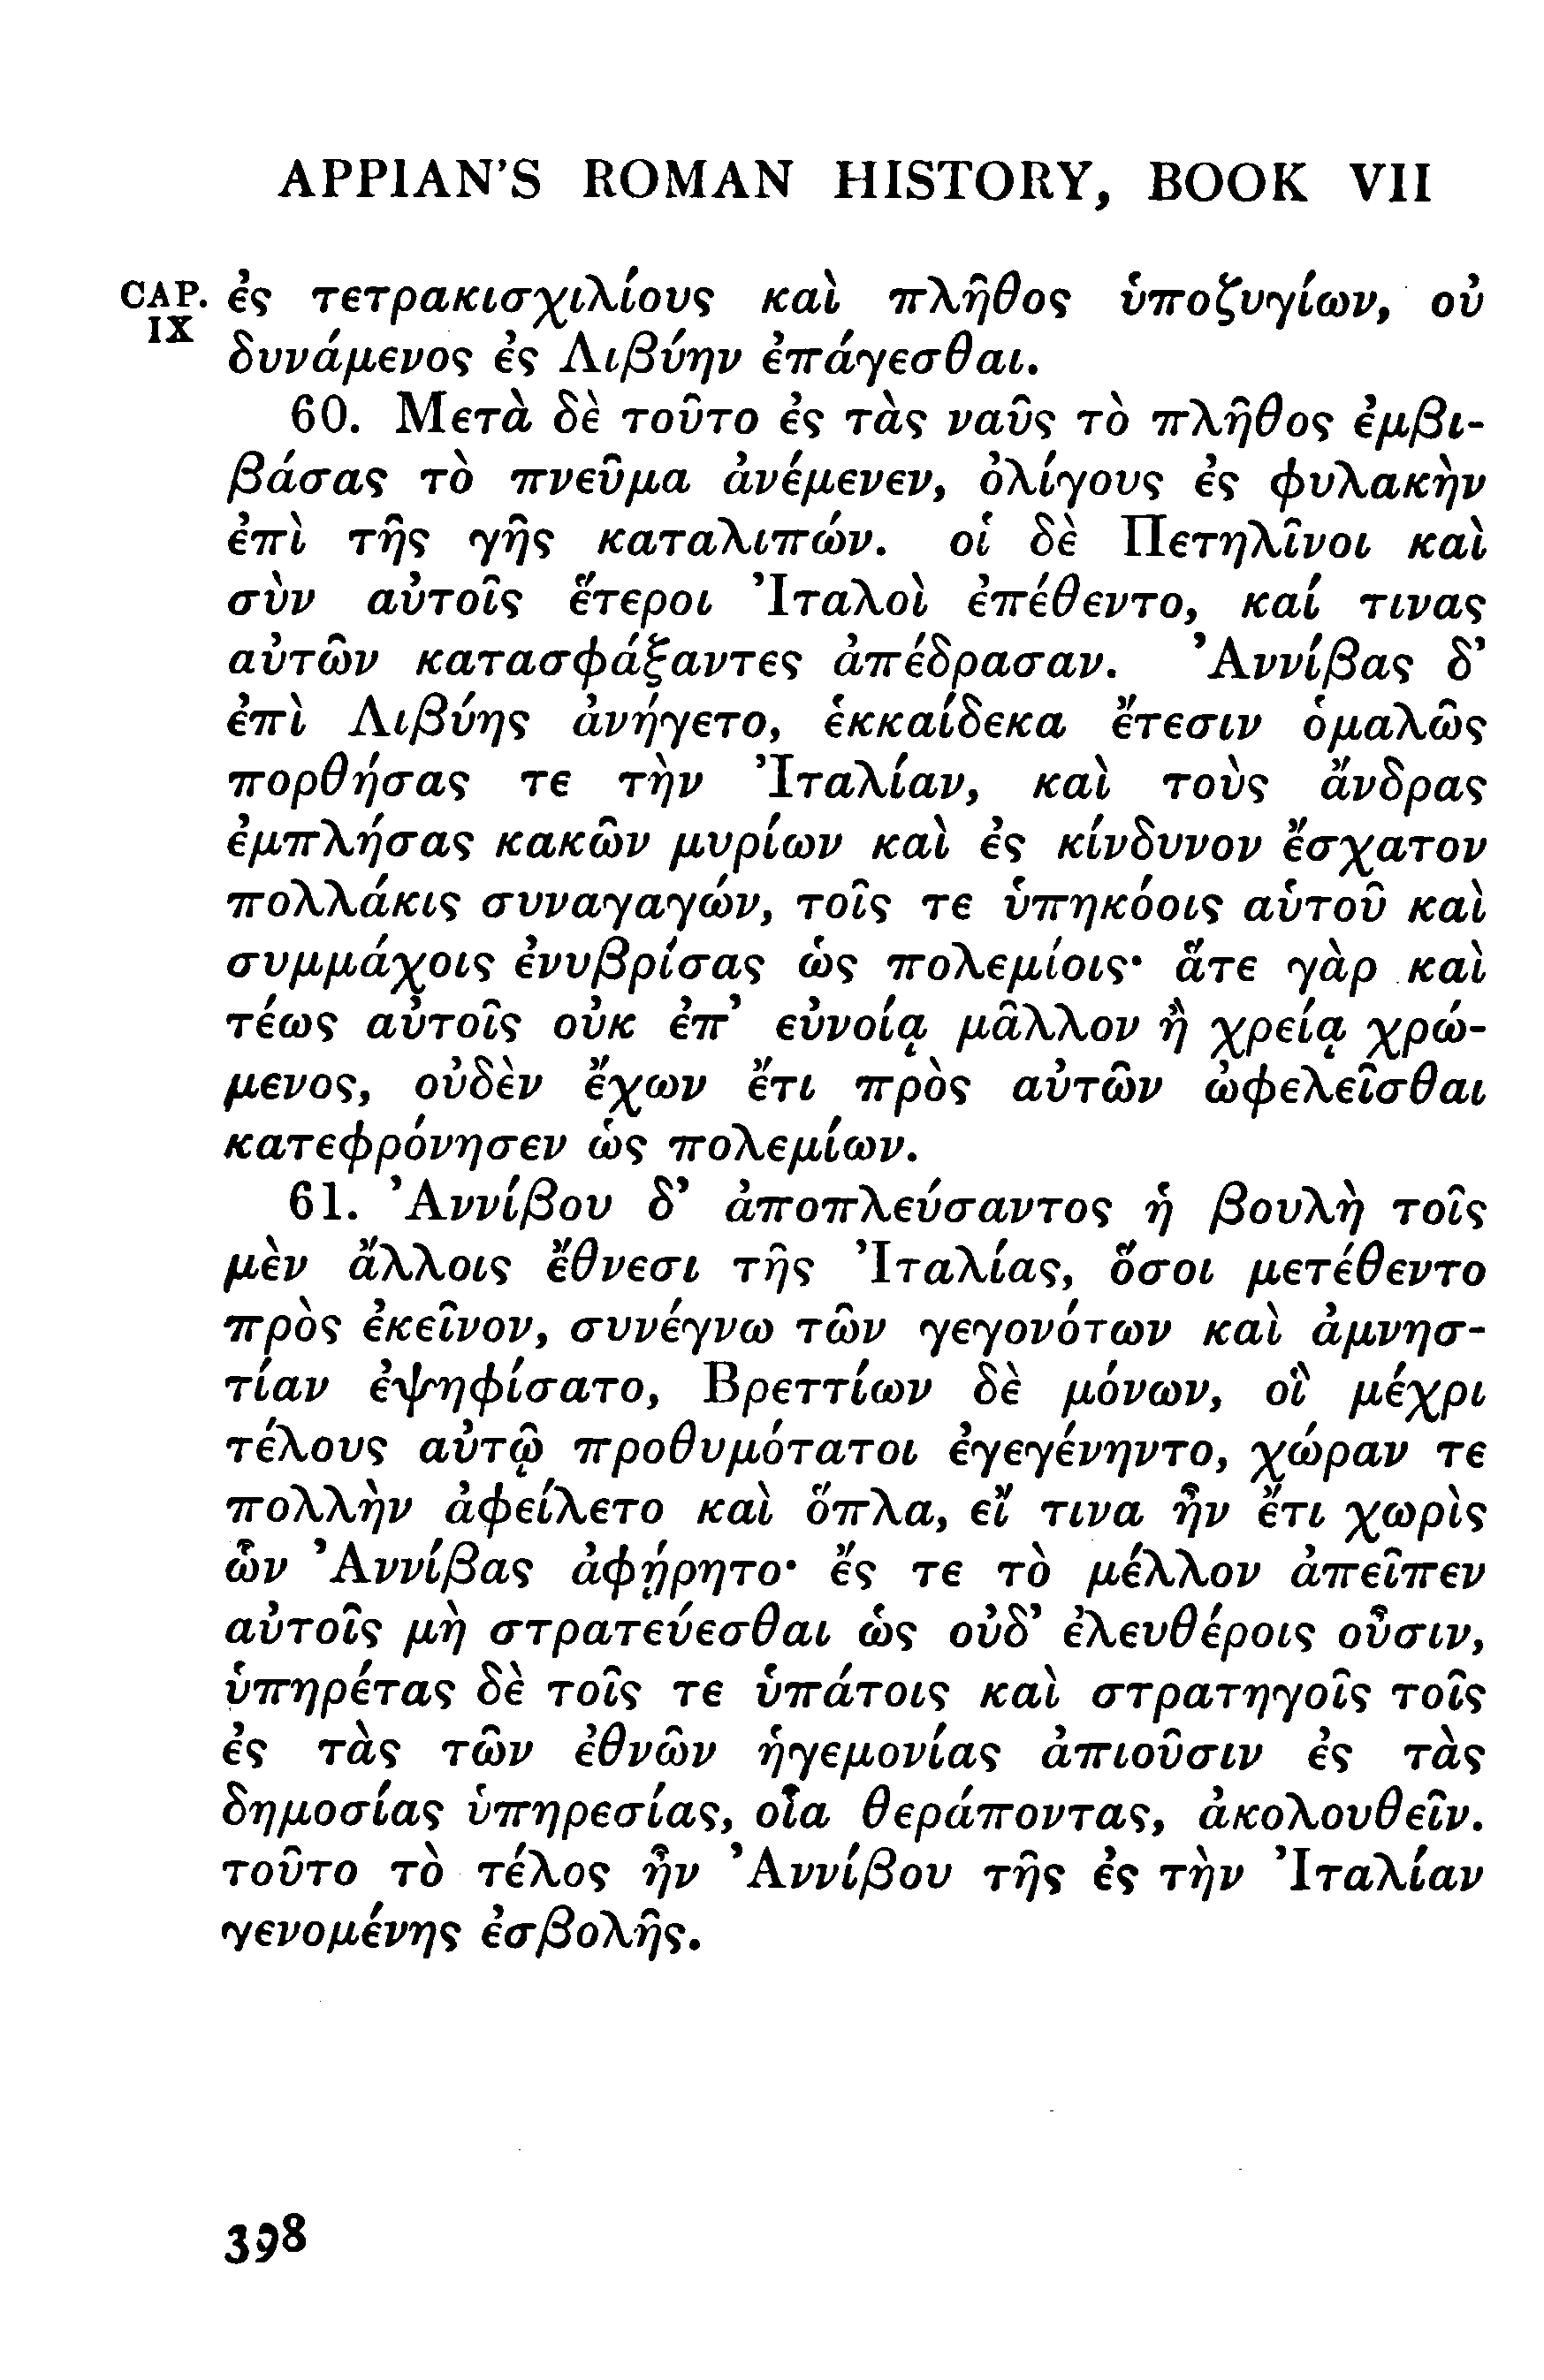 APPIAN'S ROMAN HISTORY, BOOK VII
CAP. IX
ἐς τετρακισχιλίους καὶ πλῆθος ὑποζυγίων, οὐ
δυνάμενος ἐς Λιβύην ἐπάγεσθαι.
60. Μετὰ δὲ τοῦτο ἐς τὰς ναῦς τὸ πλῆθος ἐμβι-
βάσας τὸ πνεῦμα ἀνέμενεν, ὀλίγους ἐς φυλακὴν
ἐπὶ τῆς γῆς καταλιπών. οἱ δὲ Πετηλῖνοι καὶ
σὺν αὐτοῖς ἕτεροι Ἰταλοὶ ἐπέθεντο, καί τινας
αὐτῶν κατασφάξαντες ἀπέδρασαν. Ἀννίβας δ’
ἐπὶ Λιβύης ἀνήγετο, ἑκκαίδεκα ἔτεσιν ὁμαλῶς
πορθήσας τε τὴν Ἰταλίαν, καὶ τοὺς ἄνδρας
ἐμπλήσας κακῶν μυρίων καὶ ἐς κίνδυνον ἔσχατον
πολλάκις συναγαγών, τοῖς τε ὑπηκόοις αὑτοῦ καὶ
συμμάχοις ἐνυβρίσας ὡς πολεμίοις· ἅτε γὰρ καὶ
τέως αὐτοῖς οὐκ ἐπ’ εὐνοίᾳ μᾶλλον ἢ χρείᾳ χρώ-
μενος, οὐδὲν ἔχων ἔτι πρὸς αὐτῶν ὠφελεῖσθαι
κατεφρόνησεν ὡς πολεμίων.
61. Ἀννίβου δ’ ἀποπλεύσαντος ἡ βουλὴ τοῖς
μὲν ἄλλοις ἔθνεσι τῆς Ἰταλίας, ὅσοι μετέθεντο
πρὸς ἐκεῖνον, συνέγνω τῶν γεγονότων καὶ ἀμνησ-
τίαν ἐψηφίσατο, Βρεττίων δὲ μόνων, οἳ μέχρι
τέλους αὐτῷ προθυμότατοι ἐγεγένηντο, χώραν τε
πολλὴν ἀφείλετο καὶ ὅπλα, εἴ τινα ἦν ἔτι χωρὶς
ὧν Ἀννίβας ἀφῄρητο· ἔς τε τὸ μέλλον ἀπεῖπεν
αὐτοῖς μὴ στρατεύεσθαι ὡς οὐδ’ ἐλευθέροις οὖσιν,
ὑπηρέτας δὲ τοῖς τε ὑπάτοις καὶ στρατηγοῖς τοῖς
ἐς τὰς τῶν ἐθνῶν ἡγεμονίας ἀπιοῦσιν ἐς τὰς
δημοσίας ὑπηρεσίας, οἷα θεράποντας, ἀκολουθεῖν.
τοῦτο τὸ τέλος ἦν Ἀννίβου τῆς ἐς τὴν Ἰταλίαν
γενομένης ἐσβολῆς.
398